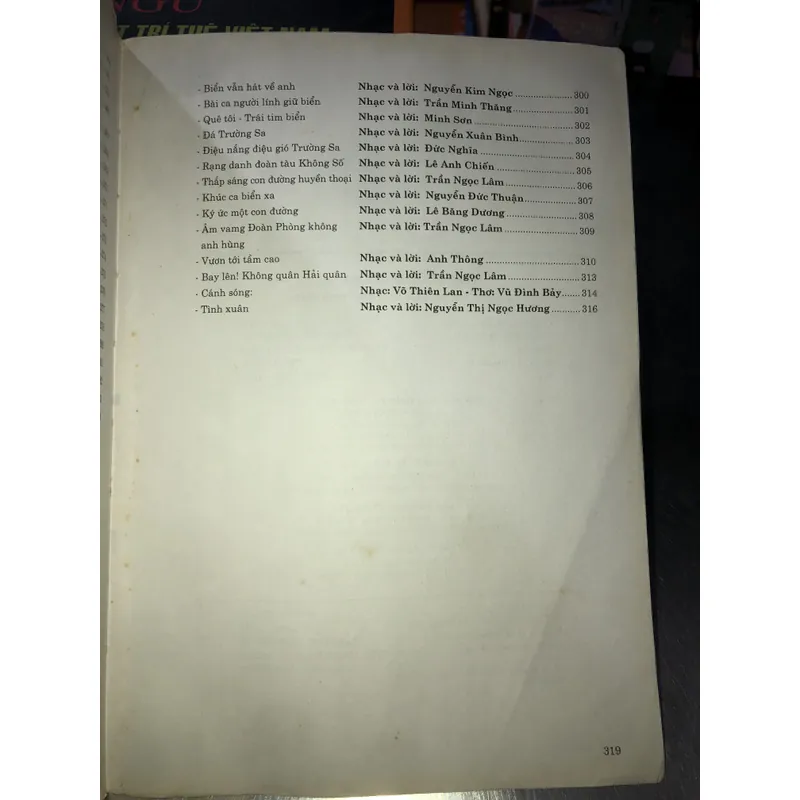 NGỮ
T TRÍ TUỆ VIỆT NAM
- Biển vẫn hát về anh Nhạc và lời: Nguyễn Kim Ngọc ................... 300
- Bài ca người lính giữ biển Nhạc và lời: Trần Minh Thăng ................... 301
- Quê tôi - Trái tim biển Nhạc và lời: Minh Sơn ................... 302
- Đá Trường Sa Nhạc và lời: Nguyễn Xuân Bình................... 303
- Điệu nắng điệu gió Trường Sa Nhạc và lời: Đức Nghĩa ................... 304
- Rạng danh đoàn tàu Không Số Nhạc và lời: Lê Anh Chiến ................... 305
- Thắp sáng con đường huyền thoại Nhạc và lời: Trần Ngọc Lâm ................... 306
- Khúc ca biển xa Nhạc và lời: Nguyễn Đức Thuận ................... 307
- Ký ức một con đường Nhạc và lời: Lê Băng Dương ................... 308
- Âm vamg Đoàn Phòng không Nhạc và lời: Trần Ngọc Lâm ................... 309
anh hùng
- Vươn tới tầm cao Nhạc và lời: Anh Thông ................... 310
- Bay lên! Không quân Hải quân Nhạc và lời: Trần Ngọc Lâm ................... 313
- Cánh sóng: Nhạc: Võ Thiên Lan - Thơ: Vũ Đình Bảy...... 314
- Tình xuân Nhạc và lời: Nguyễn Thị Ngọc Hương ........... 316
319